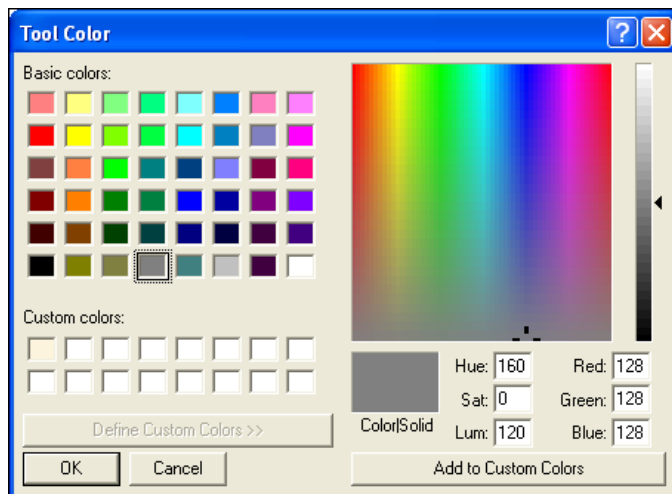 Tool Color
Basic colors:
Custom colors:
Define Custom Colors >>
OK Cancel
Color|Solid
Hue: 160 Red: 128
Sat: 0 Green: 128
Lum: 120 Blue: 128
Add to Custom Colors